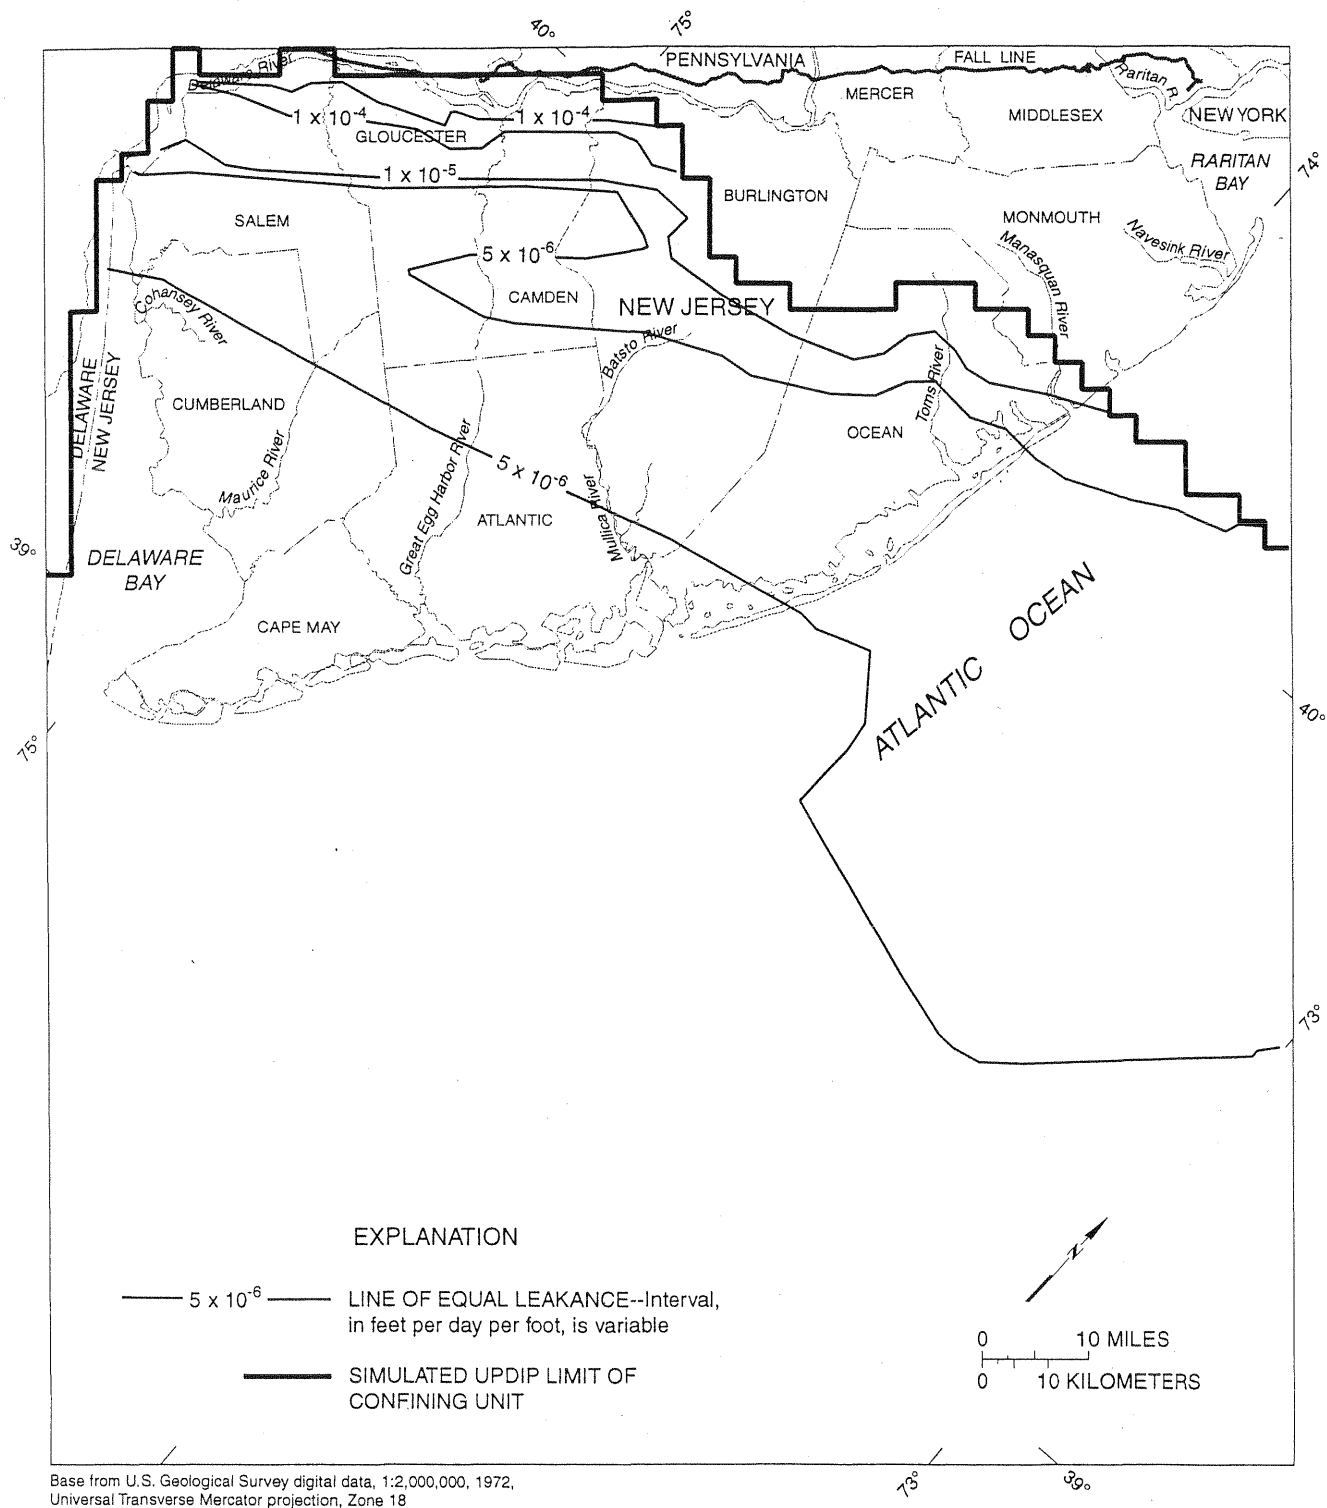 40°
75°
PENNSYLVANIA
FALL LINE
Delaware River
Raritan R.
MERCER
MIDDLESEX
NEW YORK
1 x 10-4
1 x 10-4
GLOUCESTER
RARITAN
BAY
74°
1 x 10-5
BURLINGTON
SALEM
MONMOUTH
Navesink River
Manasquan River
5 x 10-6
CAMDEN
NEW JERSEY
Cohansey River
Batsto River
DELAWARE
NEW JERSEY
CUMBERLAND
Toms River
OCEAN
Maurice River
Great Egg Harbor River
5 x 10-6
ATLANTIC
Mullica River
39°
DELAWARE
BAY
ATLANTIC OCEAN
CAPE MAY
75°
40°
73°
EXPLANATION
N
5 x 10-6 LINE OF EQUAL LEAKANCE--Interval,
in feet per day per foot, is variable
0 10 MILES
0 10 KILOMETERS
SIMULATED UPDIP LIMIT OF
CONFINING UNIT
73°
39°
Base from U.S. Geological Survey digital data, 1:2,000,000, 1972,
Universal Transverse Mercator projection, Zone 18